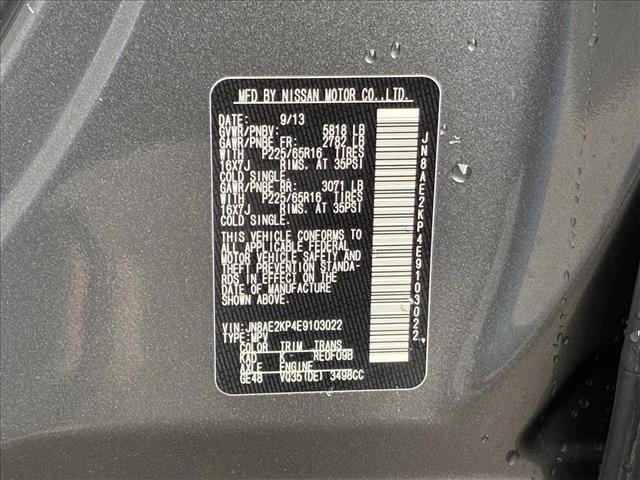 MFD BY NISSAN MOTOR CO.,LTD.
DATE: 9/13
GVWR/PNBV: 5818 LB
GAWR/PNBE FR: 2782 LB
WITH P225/65R16 TIRES
16X7J RIMS. AT 35PSI
COLD SINGLE.
GAWR/PNBE RR: 3071 LB
WITH P225/65R16 TIRES
16X7J RIMS. AT 35PSI
COLD SINGLE.
THIS VEHICLE CONFORMS TO
ALL APPLICABLE FEDERAL
MOTOR VEHICLE SAFETY AND
THEFT PREVENTION STANDA-
RDS IN EFFECT ON THE
DATE OF MANUFACTURE
SHOWN ABOVE.
VIN:JN8AE2KP4E9103022
TYPE:MPV
COLOR TRIM TRANS
KAD K REOF09B
AXLE ENGINE
GE48 VQ35(DE) 3498CC
JN8AE2KP4E9103022